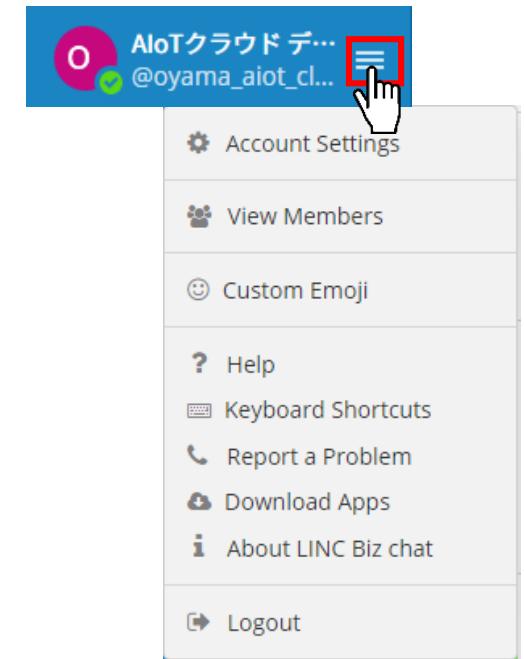 O
AIoTクラウド デ…
@oyama_aiot_cl...
Account Settings
View Members
Custom Emoji
? Help
Keyboard Shortcuts
Report a Problem
Download Apps
i About LINC Biz chat
Logout